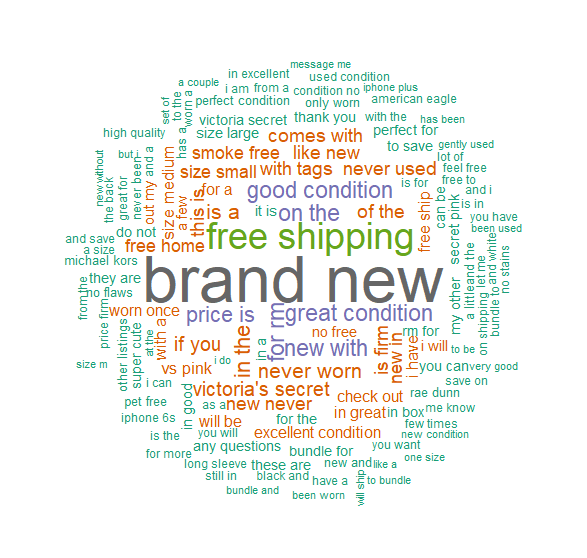 message me
in excellent
used condition
a couple
i am
from a
condition no
iphone plus
set of
to the
worn a
perfect condition
only worn
american eagle
victoria secret
thank you
with the
has been
high quality
has a
size large
comes with
perfect for
to save
gently used
but i
never been
and a
smoke free
like new
lot of
new without
the back
great for
out my
size medium
a few
size small
with tags
never used
feel free
for a
good condition
is for
free to
and i
this is
is a
it is
on the
of the
free ship
can be
secret pink
is in
you have
do not
been used
and save
a size
free home
free shipping
my other
a little
and the
and white
bundle to
let me
on shipping
no stains
michael kors
they are
brand new
no flaws
from the
price firm
worn once
price is
for rm
great condition
other listings
super cute
at the
with a
if you
in the
in a
new with
no free
is firm
new in
i have
rm for
i will
to be
size m
vs pink
i do
never worn
you can
very good
i can
victoria's secret
save on
pet free
in good
as a
new never
check out
rae dunn
iphone 6s
will be
for the
in great
in box
me know
few times
is the
you will
excellent condition
you want
new condition
for more
any questions
bundle for
one size
long sleeve
these are
new and
like a
still in
black and
have a
will ship
to bundle
bundle and
been worn